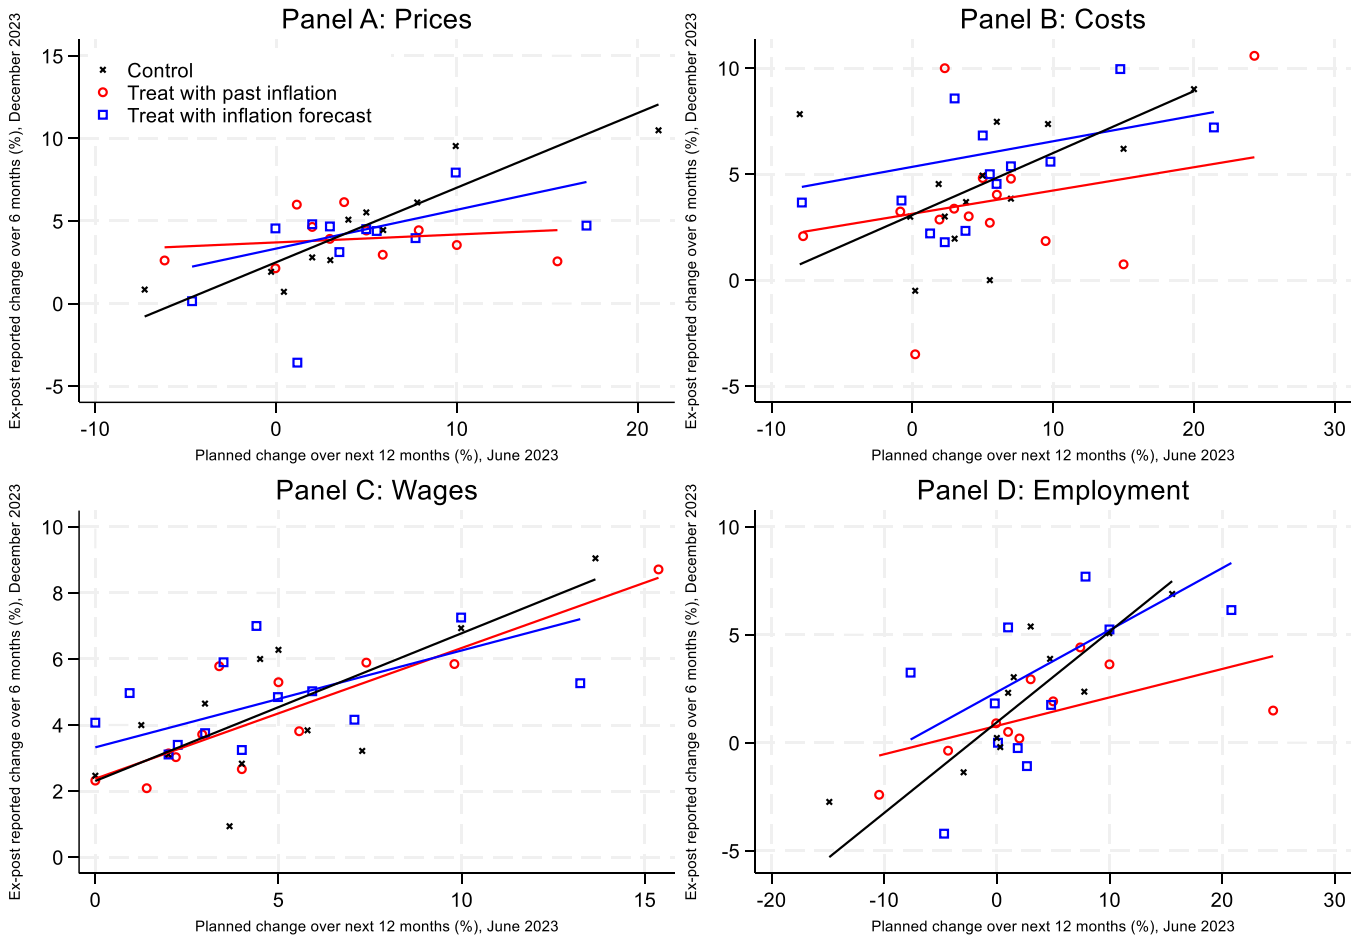 Panel A: Prices
Ex-post reported change over 6 months (%), December 2023
15
10
5
0
-5
Control
Treat with past inflation
Treat with inflation forecast
-10 0 10 20
Planned change over next 12 months (%), June 2023
Panel B: Costs
Ex-post reported change over 6 months (%), December 2023
10
5
0
-5
-10 0 10 20 30
Planned change over next 12 months (%), June 2023
Panel C: Wages
Ex-post reported change over 6 months (%), December 2023
10
8
6
4
2
0
0 5 10 15
Planned change over next 12 months (%), June 2023
Panel D: Employment
Ex-post reported change over 6 months (%), December 2023
10
5
0
-5
-20 -10 0 10 20 30
Planned change over next 12 months (%), June 2023